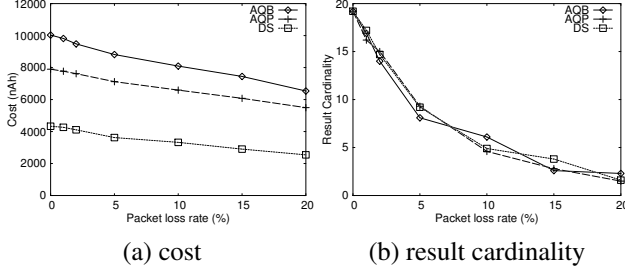 AQB
AQP
DS
Cost (nAh)
14000
12000
10000
8000
6000
4000
2000
0
0 5 10 15 20
Packet loss rate (%)
(a) cost
AQB
AQP
DS
Result Cardinality
20
15
10
5
0
0 5 10 15 20
Packet loss rate (%)
(b) result cardinality